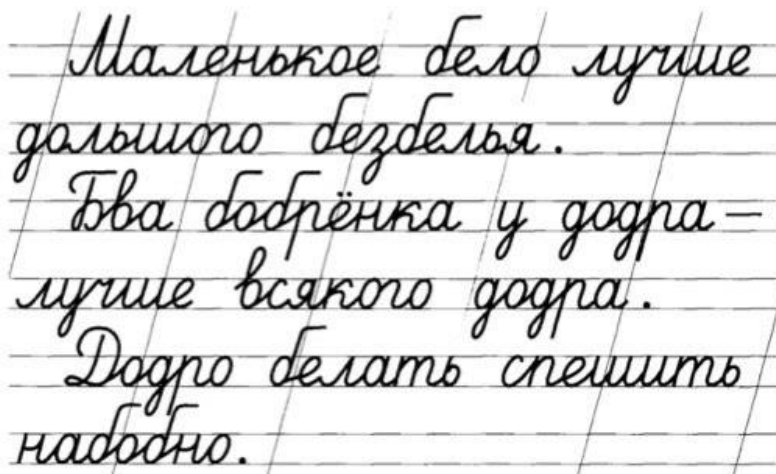 Маленькое бело лучше
дольшого безбелья.
Бва бобрёнка у додра –
лучше всякого додра.
Додро белать спешить
набобно.